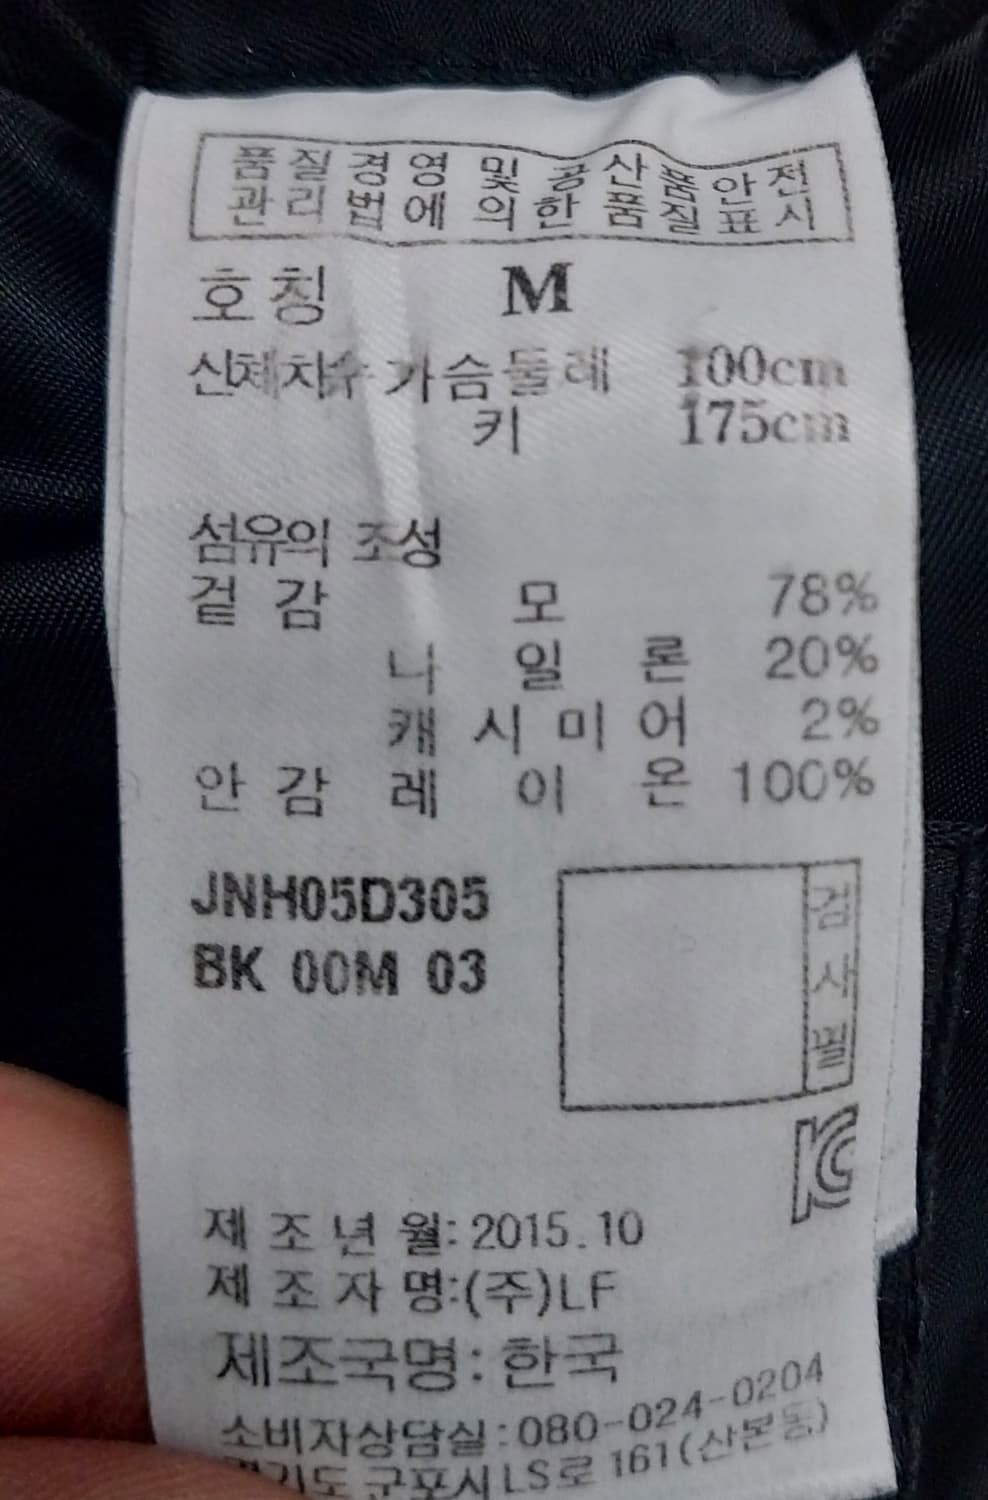 품질경영 및 공산품안전
관리법에 의한 품질표시
호칭 M
신체치수 가슴둘레 100cm
키 175cm
섬유의 조성
겉감 모 78%
나일론 20%
캐시미어 2%
안감 레이온 100%
JNH05D305
BK 00M 03
검사필
제조년월: 2015.10
제조자명:(주)LF
제조국명: 한국
소비자상담실:080-024-0204
경기도 군포시 LS로 161(산본동)